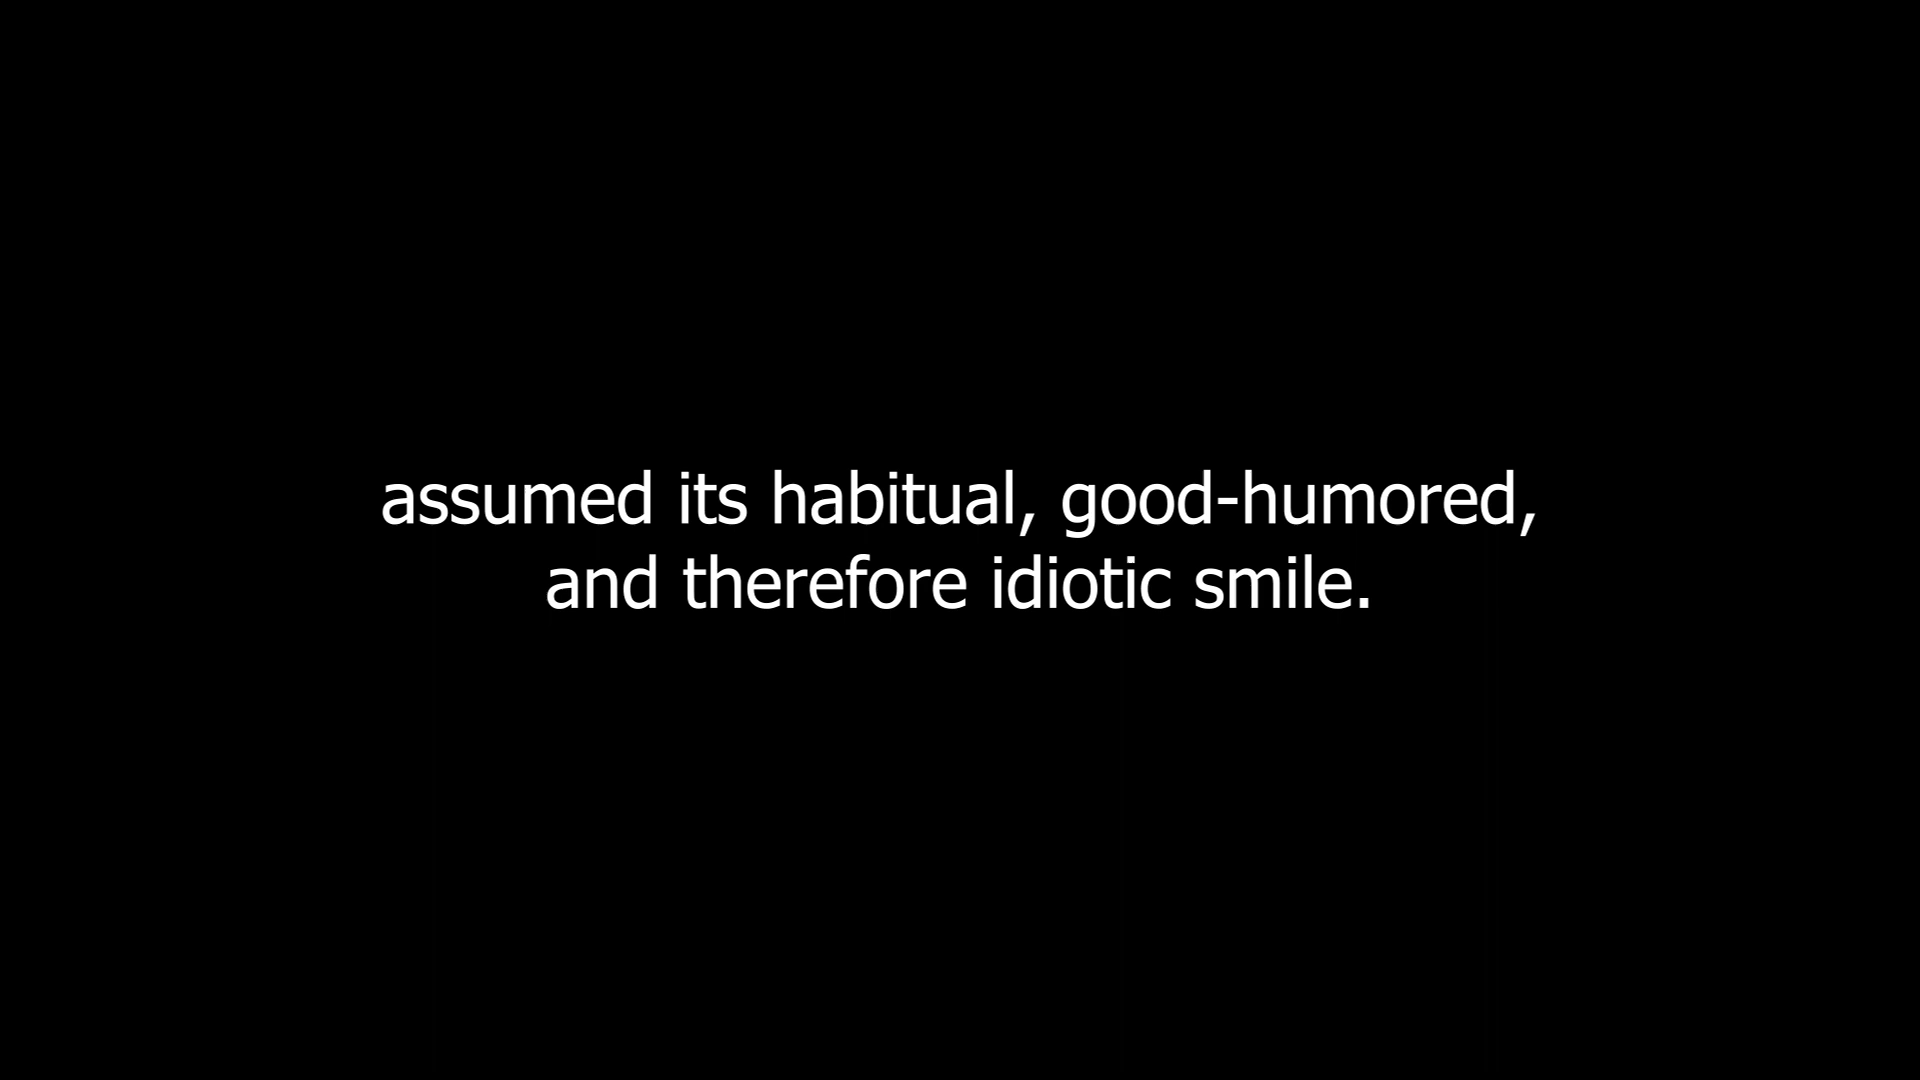 assumed its habitual, good-humored,
and therefore idiotic smile.